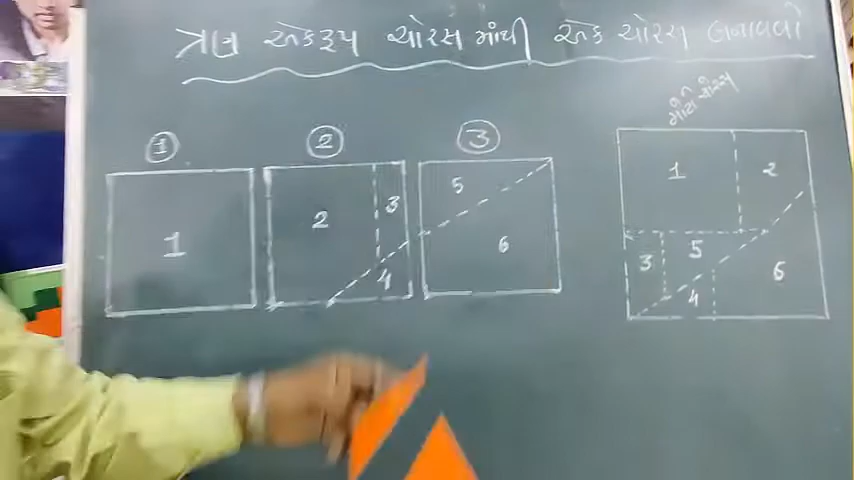 ત્રણ એકરૂપ ચોરસ માંથી એક ચોરસ બનાવવો
મોટો ચોરસ
① ② ③
1 2 3 4 5 6
1 2 3 5 4 6